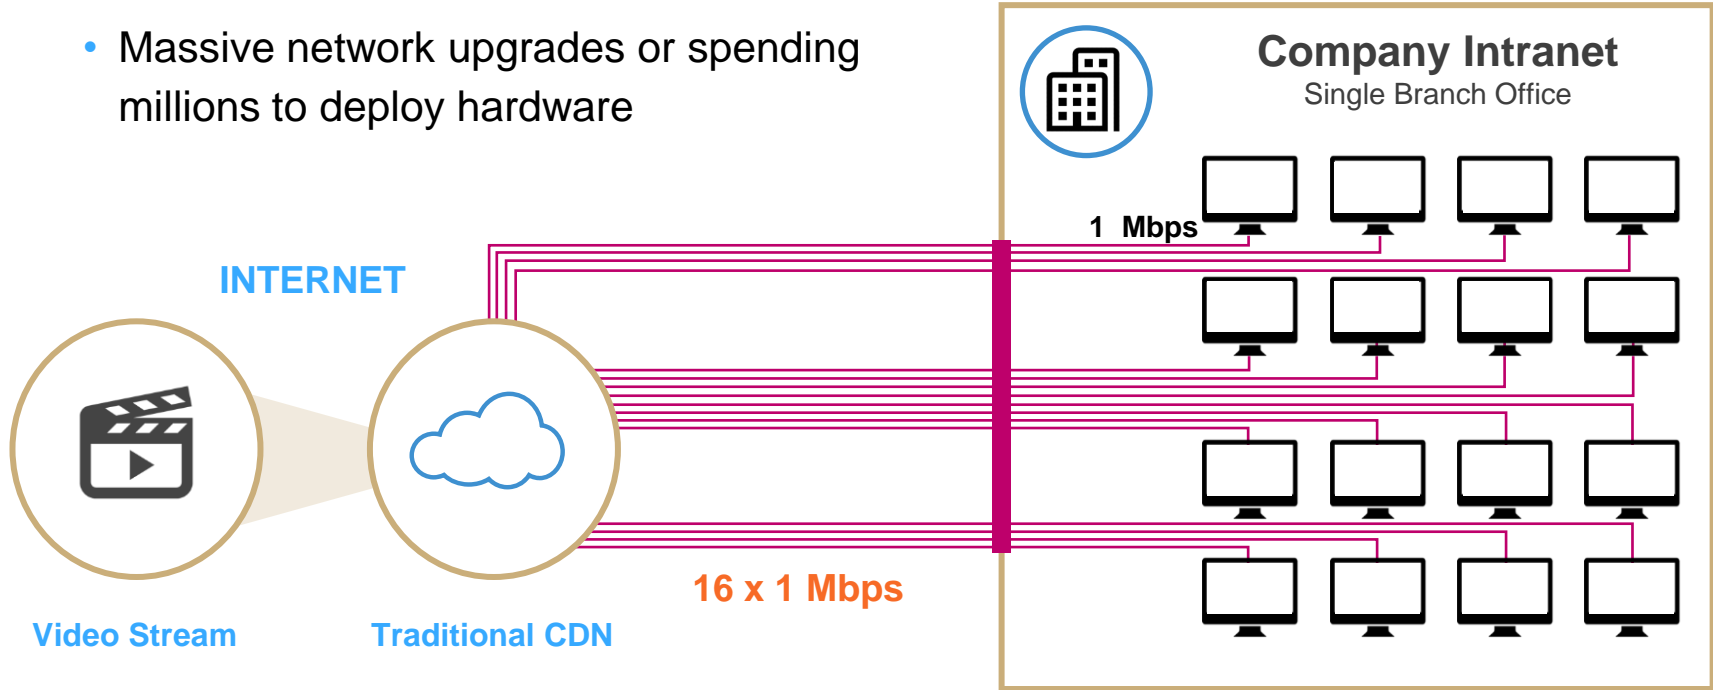 • Massive network upgrades or spending
millions to deploy hardware
Company Intranet
Single Branch Office
1 Mbps
INTERNET
16 x 1 Mbps
Video Stream
Traditional CDN